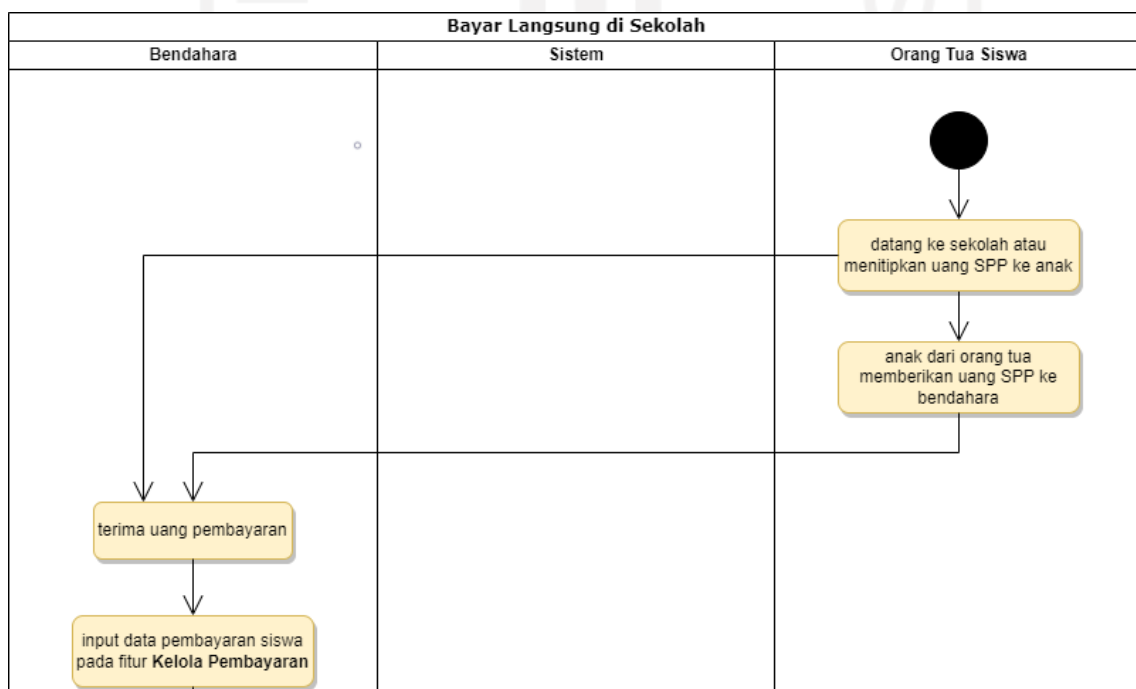 Bayar Langsung di Sekolah
Bendahara
Sistem
Orang Tua Siswa
datang ke sekolah atau
menitipkan uang SPP ke anak
anak dari orang tua
memberikan uang SPP ke
bendahara
terima uang pembayaran
input data pembayaran siswa
pada fitur Kelola Pembayaran